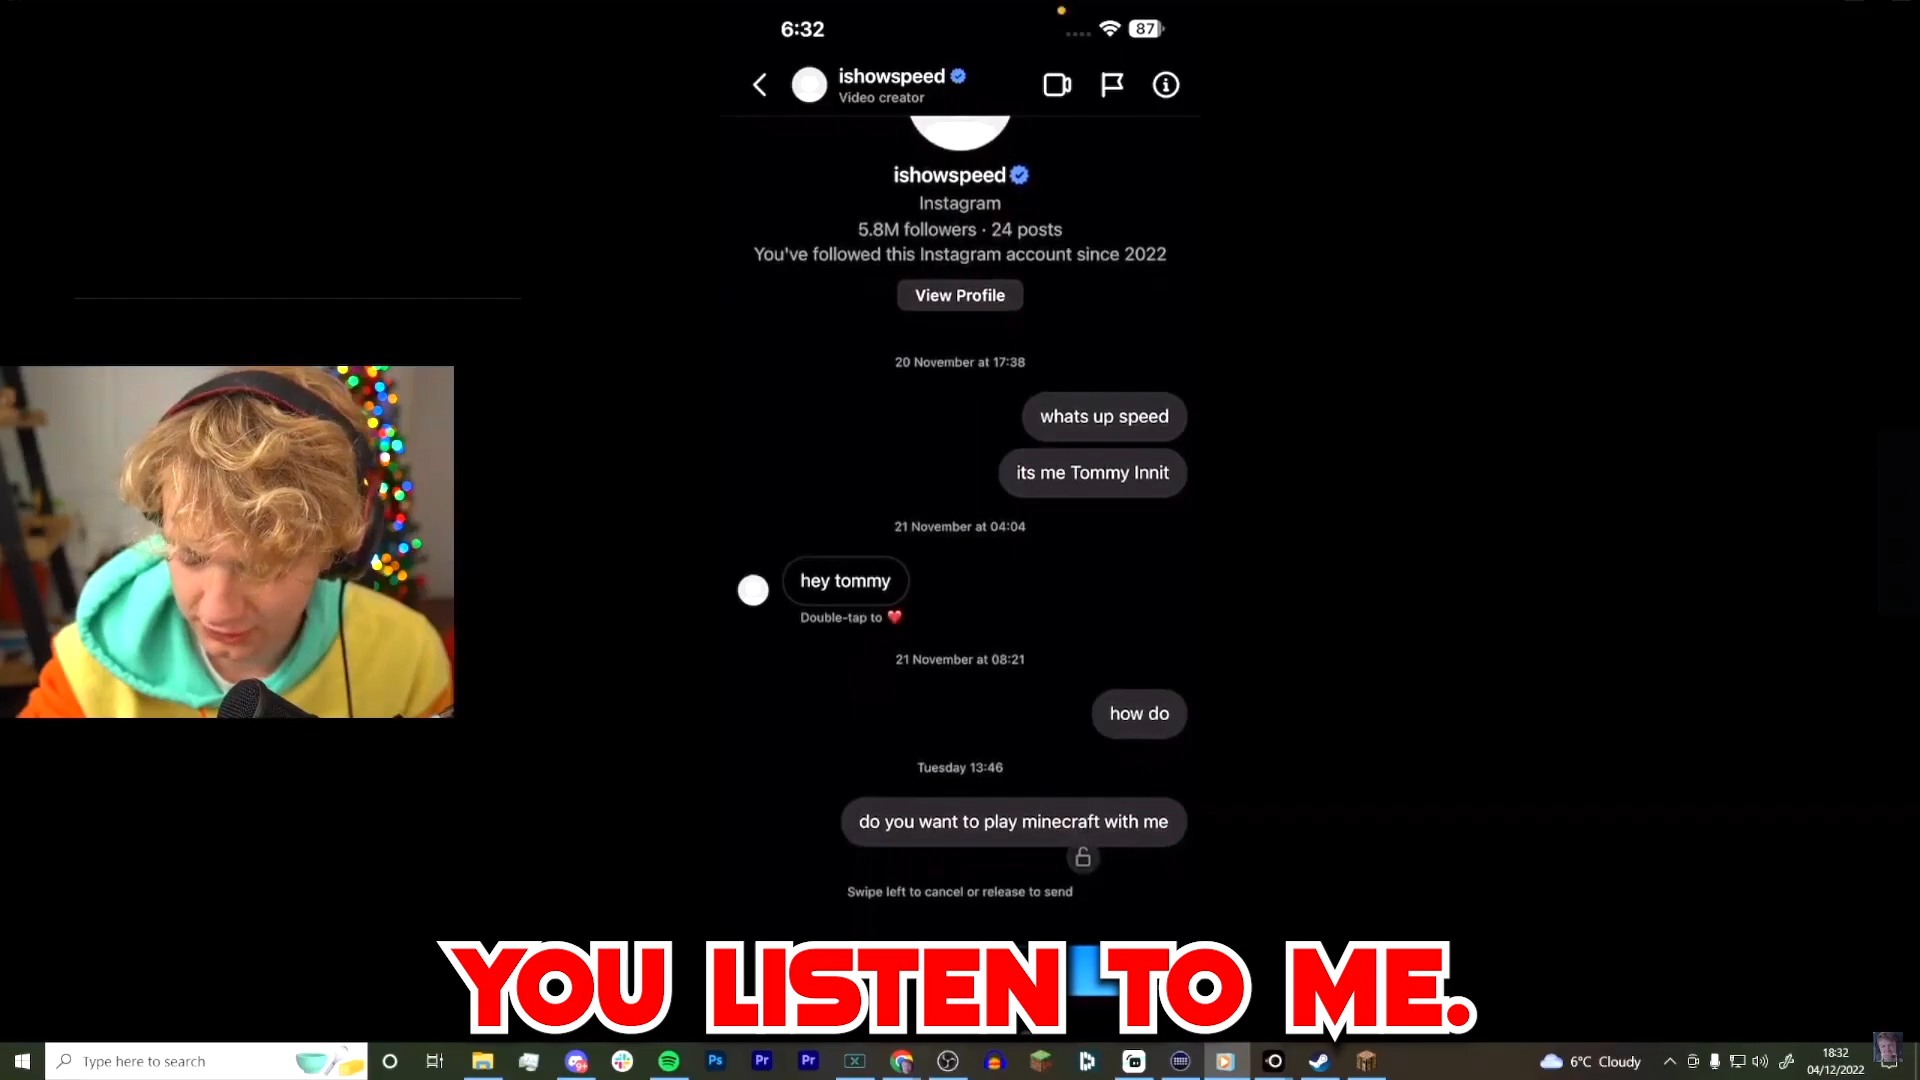 6:32
87
ishowspeed
Video creator
ishowspeed
Instagram
5.8M followers · 24 posts
You've followed this Instagram account since 2022
View Profile
20 November at 17:38
whats up speed
its me Tommy Innit
21 November at 04:04
hey tommy
Double-tap to ❤️
21 November at 08:21
how do
Tuesday 13:46
do you want to play minecraft with me
Swipe left to cancel or release to send
YOU LISTEN TO ME.
Type here to search
Ps
Pr
Pr
6°C Cloudy
18:32
04/12/2022